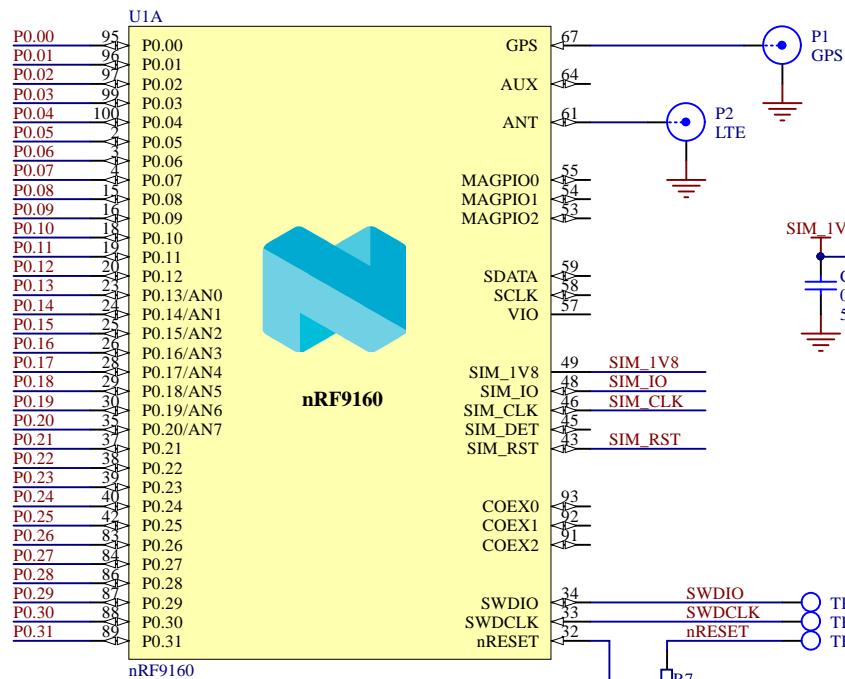 U1A
P0.00 95 P0.00 GPS 67 P1
P0.01 96 P0.01 GPS
P0.02 97 P0.02 AUX 64
P0.03 99 P0.03
P0.04 100 P0.04 ANT 61 P2
P0.05 2 P0.05 LTE
P0.06 3 P0.06
P0.07 4 P0.07 MAGPIO0 55
P0.08 15 P0.08 MAGPIO1 54
P0.09 16 P0.09 MAGPIO2 53
P0.10 18 P0.10 SIM_1V
P0.11 19 P0.11
P0.12 20 P0.12 SDATA 59
P0.13 23 P0.13/AN0 SCLK 58
P0.14 24 P0.14/AN1 VIO 57
P0.15 25 P0.15/AN2
P0.16 26 P0.16/AN3
P0.17 28 P0.17/AN4 SIM_1V8 49 SIM_1V8
P0.18 29 P0.18/AN5 SIM_IO 48 SIM_IO
P0.19 30 P0.19/AN6 SIM_CLK 46 SIM_CLK
P0.20 35 P0.20/AN7 SIM_DET 45
P0.21 37 P0.21 SIM_RST 43 SIM_RST
nRF9160
P0.22 38 P0.22
P0.23 39 P0.23
P0.24 40 P0.24 COEX0 93
P0.25 42 P0.25 COEX1 92
P0.26 83 P0.26 COEX2 91
P0.27 84 P0.27
P0.28 86 P0.28
P0.29 87 P0.29 SWDIO 34 SWDIO
P0.30 88 P0.30 SWDCLK 33 SWDCLK
P0.31 89 P0.31 nRESET 32 nRESET
nRF9160
R7